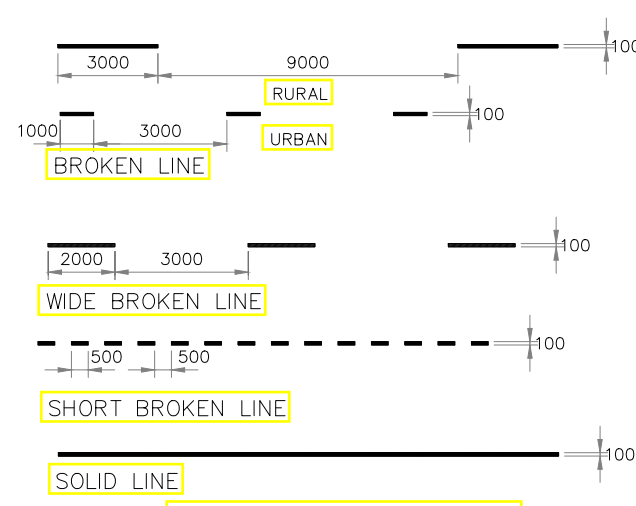 3000 9000 100
RURAL
1000 3000 100
URBAN
BROKEN LINE
2000 3000 100
WIDE BROKEN LINE
500 500 100
SHORT BROKEN LINE
100
SOLID LINE